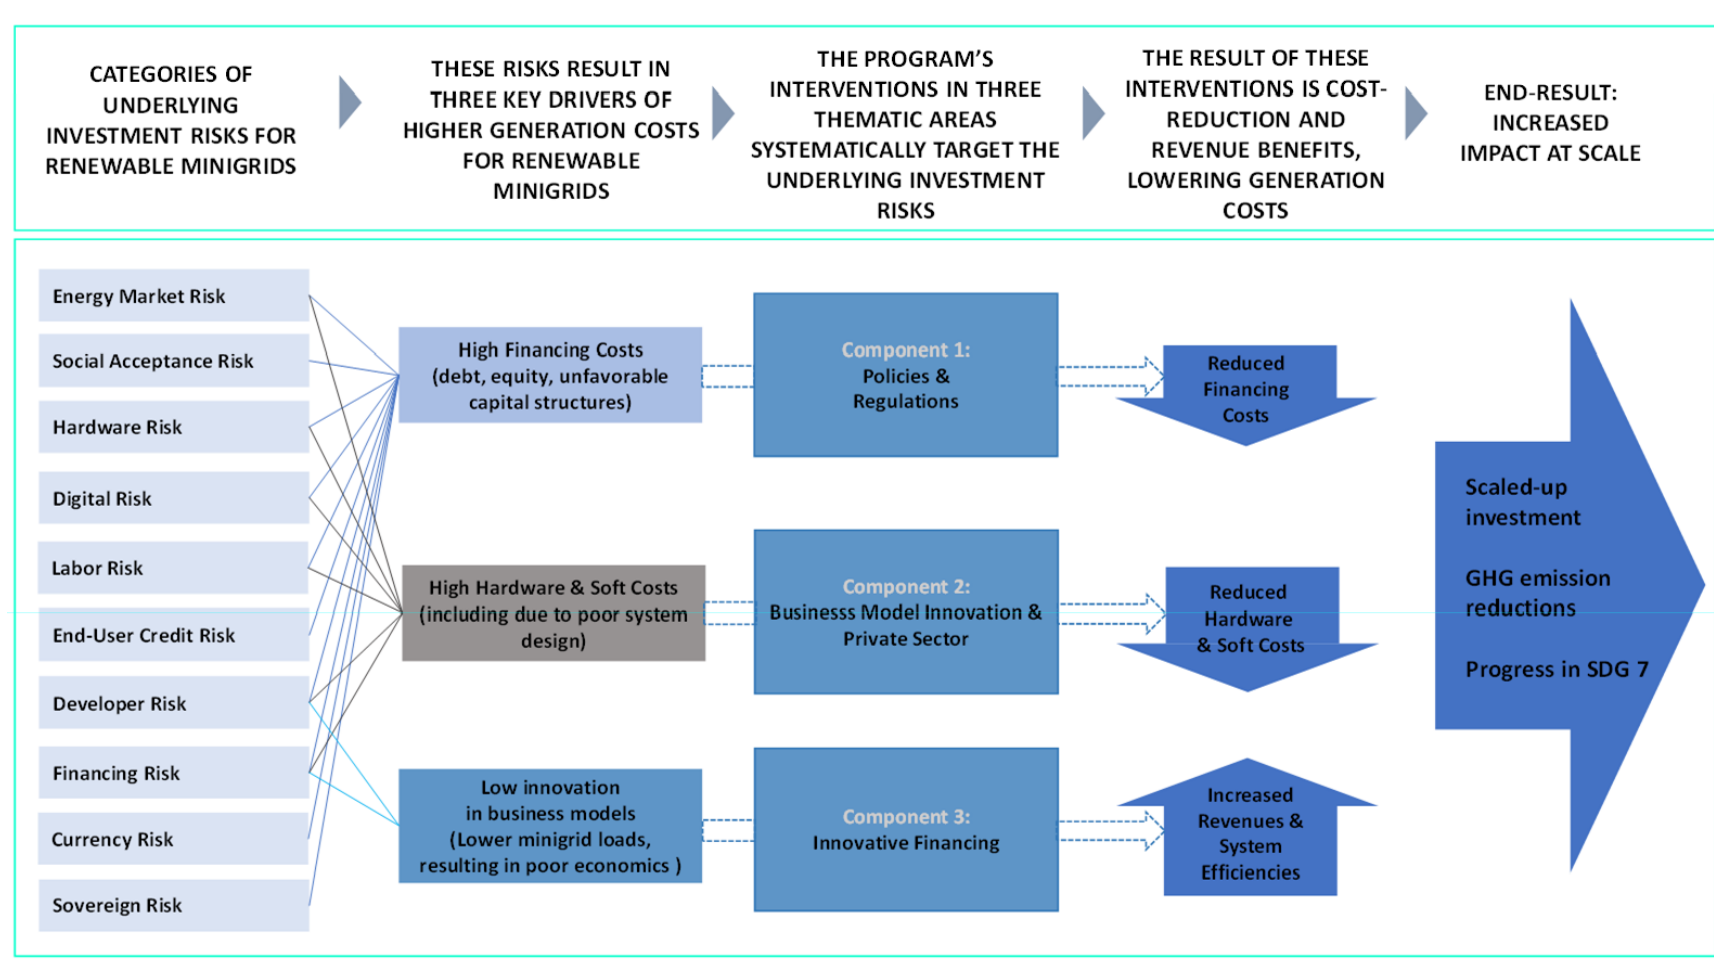 CATEGORIES OF
UNDERLYING
INVESTMENT RISKS FOR
RENEWABLE MINIGRIDS
THESE RISKS RESULT IN
THREE KEY DRIVERS OF
HIGHER GENERATION COSTS
FOR RENEWABLE
MINIGRIDS
THE PROGRAM'S
INTERVENTIONS IN THREE
THEMATIC AREAS
SYSTEMATICALLY TARGET THE
UNDERLYING INVESTMENT
RISKS
THE RESULT OF THESE
INTERVENTIONS IS COST-
REDUCTION AND
REVENUE BENEFITS,
LOWERING GENERATION
COSTS
END-RESULT:
INCREASED
IMPACT AT SCALE
Energy Market Risk
Social Acceptance Risk
Hardware Risk
Digital Risk
Labor Risk
End-User Credit Risk
Developer Risk
Financing Risk
Currency Risk
Sovereign Risk
High Financing Costs
(debt, equity, unfavorable
capital structures)
High Hardware & Soft Costs
(including due to poor system
design)
Low innovation
in business models
(Lower minigrid loads,
resulting in poor economics )
Component 1:
Policies &
Regulations
Component 2:
Businesss Model Innovation &
Private Sector
Component 3:
Innovative Financing
Reduced
Financing
Costs
Reduced
Hardware
& Soft Costs
Increased
Revenues &
System
Efficiencies
Scaled-up
investment
GHG emission
reductions
Progress in SDG 7